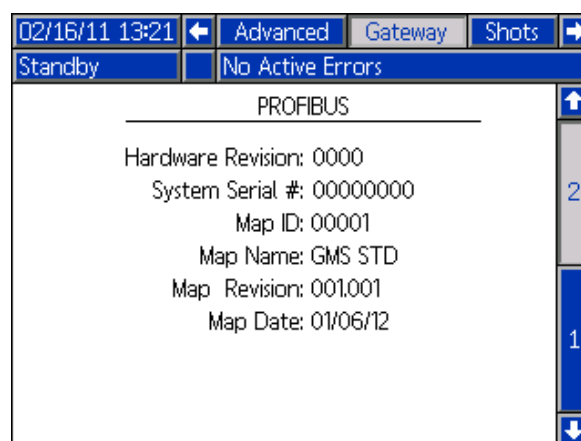 02/16/11 13:21 Advanced Gateway Shots
Standby No Active Errors
PROFIBUS
Hardware Revision: 0000
System Serial #: 00000000
Map ID: 00001
Map Name: GMS STD
Map Revision: 001.001
Map Date: 01/06/12
2
1